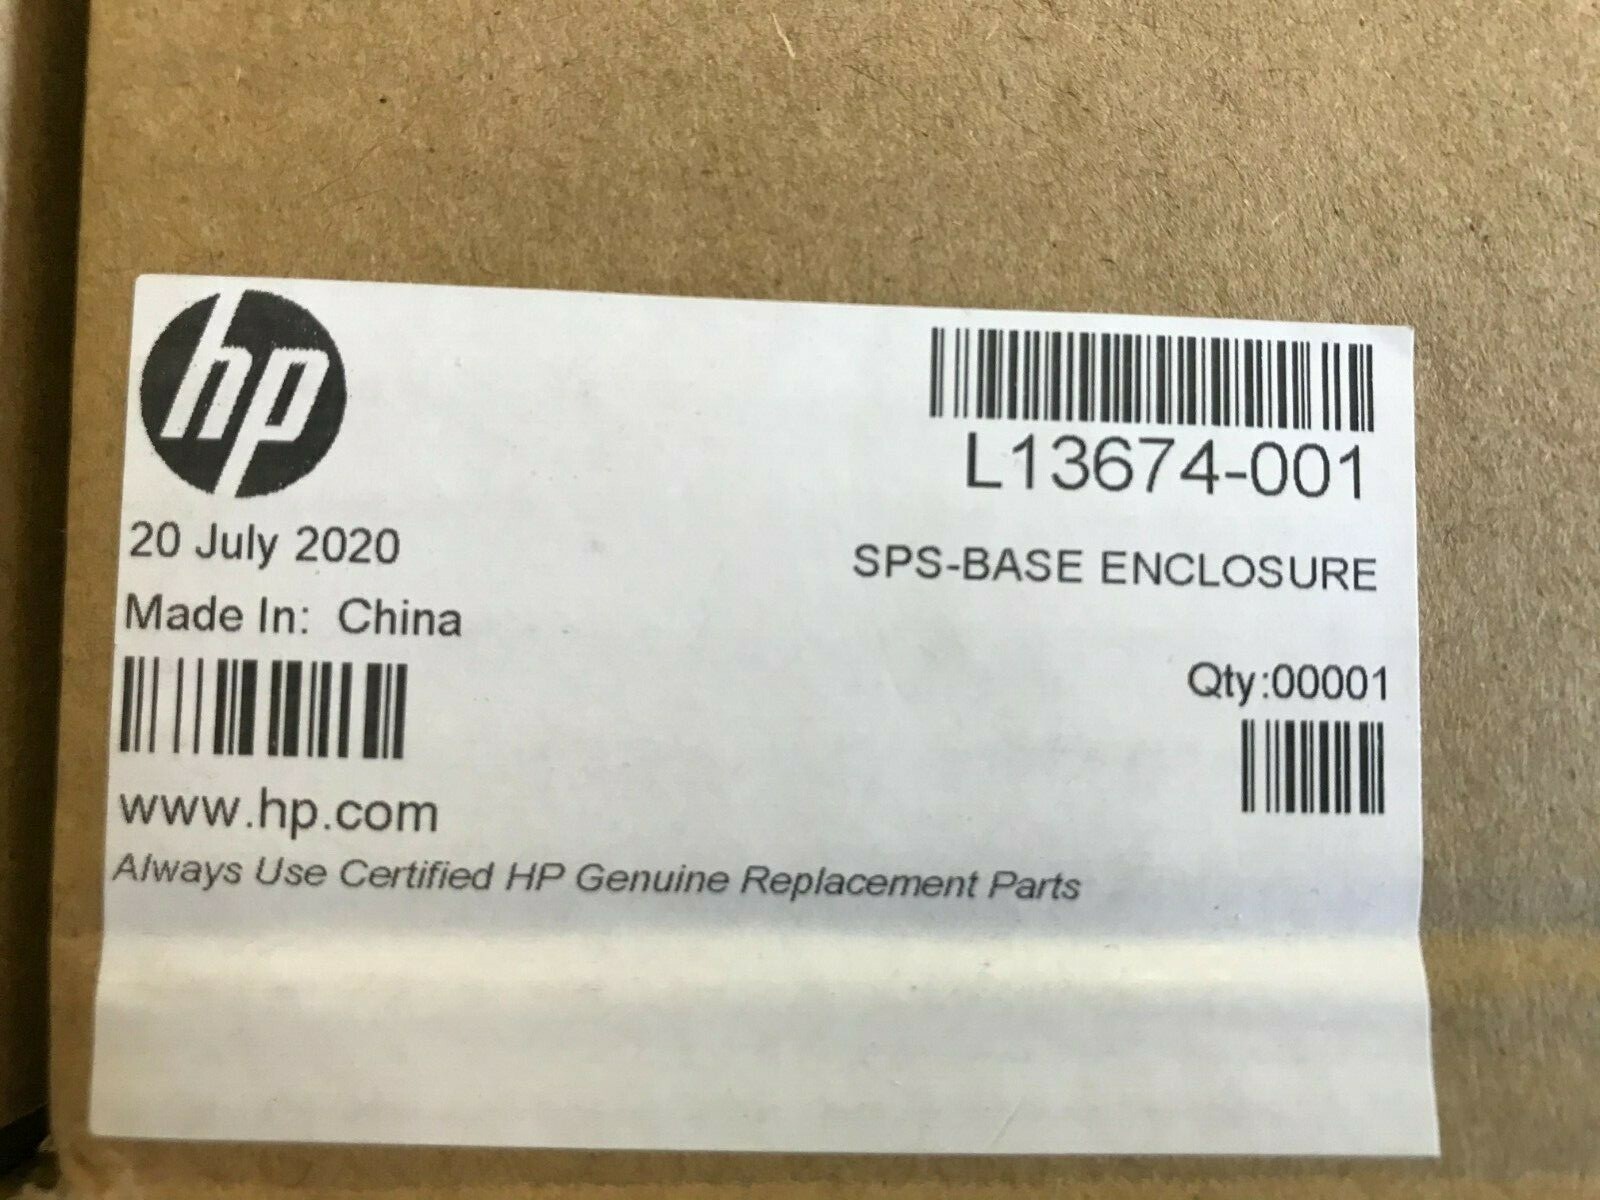 hp
L13674-001
20 July 2020
SPS-BASE ENCLOSURE
Made In: China
Qty:00001
www.hp.com
Always Use Certified HP Genuine Replacement Parts